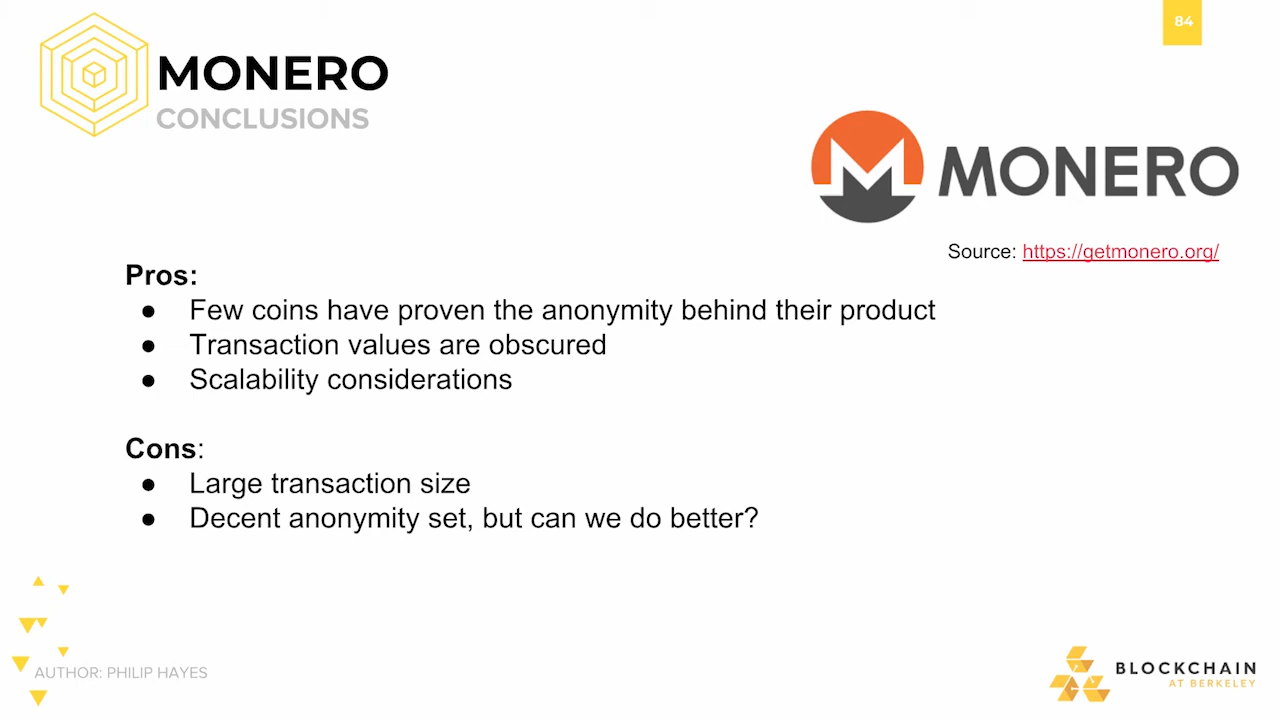 84
MONERO
CONCLUSIONS
MONERO
Source: https://getmonero.org/
Pros:
● Few coins have proven the anonymity behind their product
● Transaction values are obscured
● Scalability considerations
Cons:
● Large transaction size
● Decent anonymity set, but can we do better?
AUTHOR: PHILIP HAYES
BLOCKCHAIN
AT BERKELEY